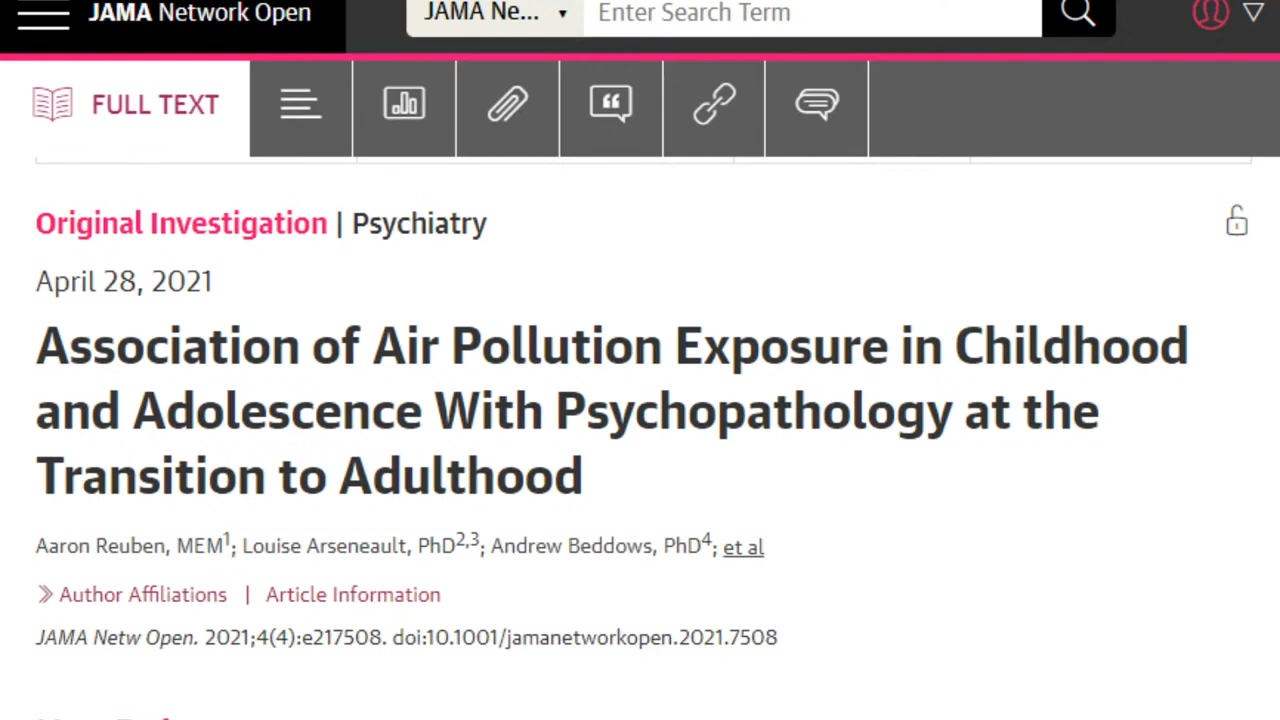 JAMA Network Open
JAMA Ne...
Enter Search Term
FULL TEXT
Original Investigation | Psychiatry
April 28, 2021
Association of Air Pollution Exposure in Childhood
and Adolescence With Psychopathology at the
Transition to Adulthood
Aaron Reuben, MEM1; Louise Arseneault, PhD2,3; Andrew Beddows, PhD4; et al
Author Affiliations | Article Information
JAMA Netw Open. 2021;4(4):e217508. doi:10.1001/jamanetworkopen.2021.7508